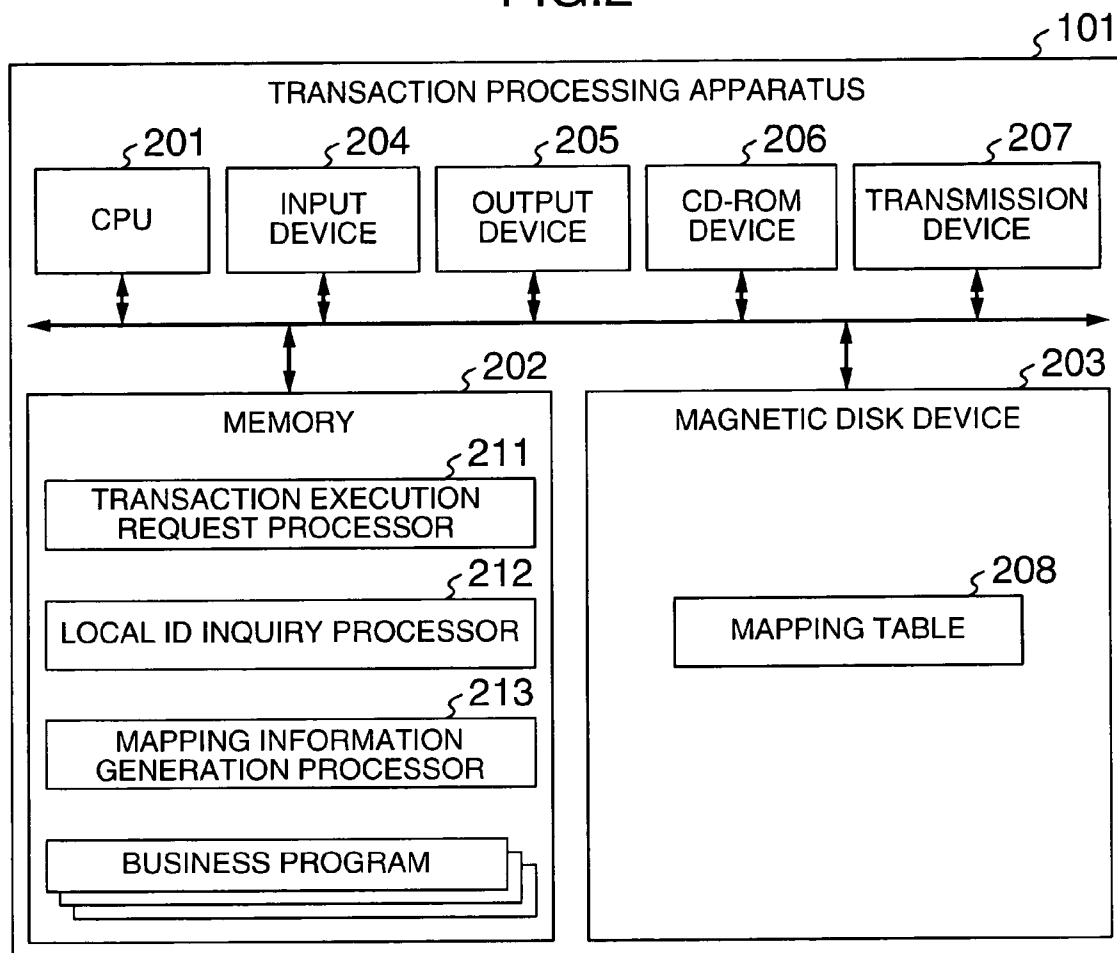 FIG.2
101
TRANSACTION PROCESSING APPARATUS
201
204
205
206
207
CPU
INPUT
DEVICE
OUTPUT
DEVICE
CD-ROM
DEVICE
TRANSMISSION
DEVICE
202
203
MEMORY
MAGNETIC DISK DEVICE
211
TRANSACTION EXECUTION
REQUEST PROCESSOR
212
LOCAL ID INQUIRY PROCESSOR
208
MAPPING TABLE
213
MAPPING INFORMATION
GENERATION PROCESSOR
BUSINESS PROGRAM